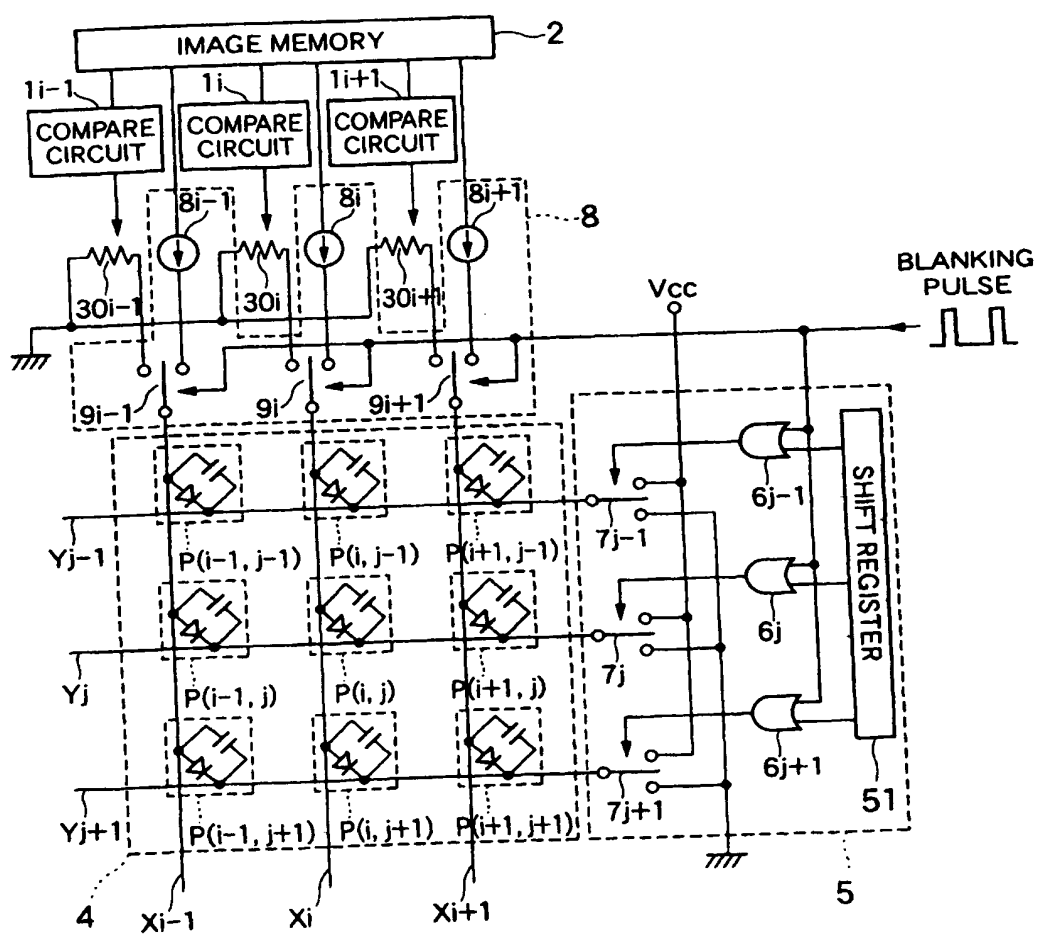 IMAGE MEMORY
2
1i-1
1i
1i+1
COMPARE
CIRCUIT
COMPARE
CIRCUIT
COMPARE
CIRCUIT
8i-1
8i
8i+1
8
30i-1
30i
30i+1
Vcc
BLANKING
PULSE
9i-1
9i
9i+1
6j-1
7j-1
Yj-1
P(i-1, j-1)
P(i, j-1)
P(i+1, j-1)
SHIFT REGISTER
6j
7j
Yj
P(i-1, j)
P(i, j)
P(i+1, j)
6j+1
7j+1
51
Yj+1
P(i-1, j+1)
P(i, j+1)
P(i+1, j+1)
4
5
Xi-1
Xi
Xi+1